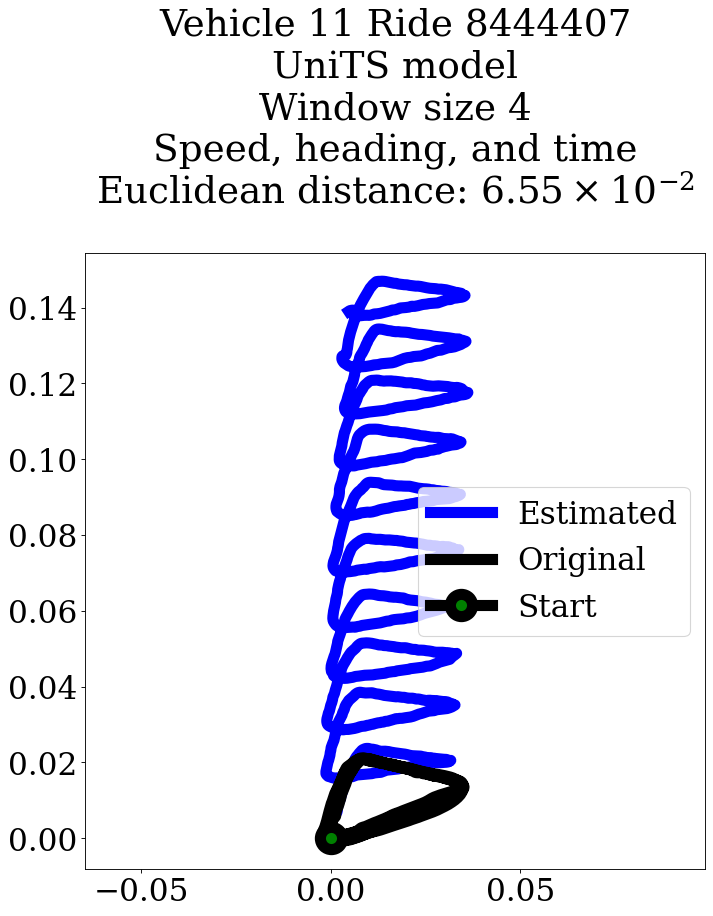 Vehicle 11 Ride 8444407
UniTS model
Window size 4
Speed, heading, and time
Euclidean distance: 6.55 × 10⁻²
0.14
0.12
0.10
0.08
0.06
0.04
0.02
0.00
Estimated
Original
Start
−0.05 0.00 0.05